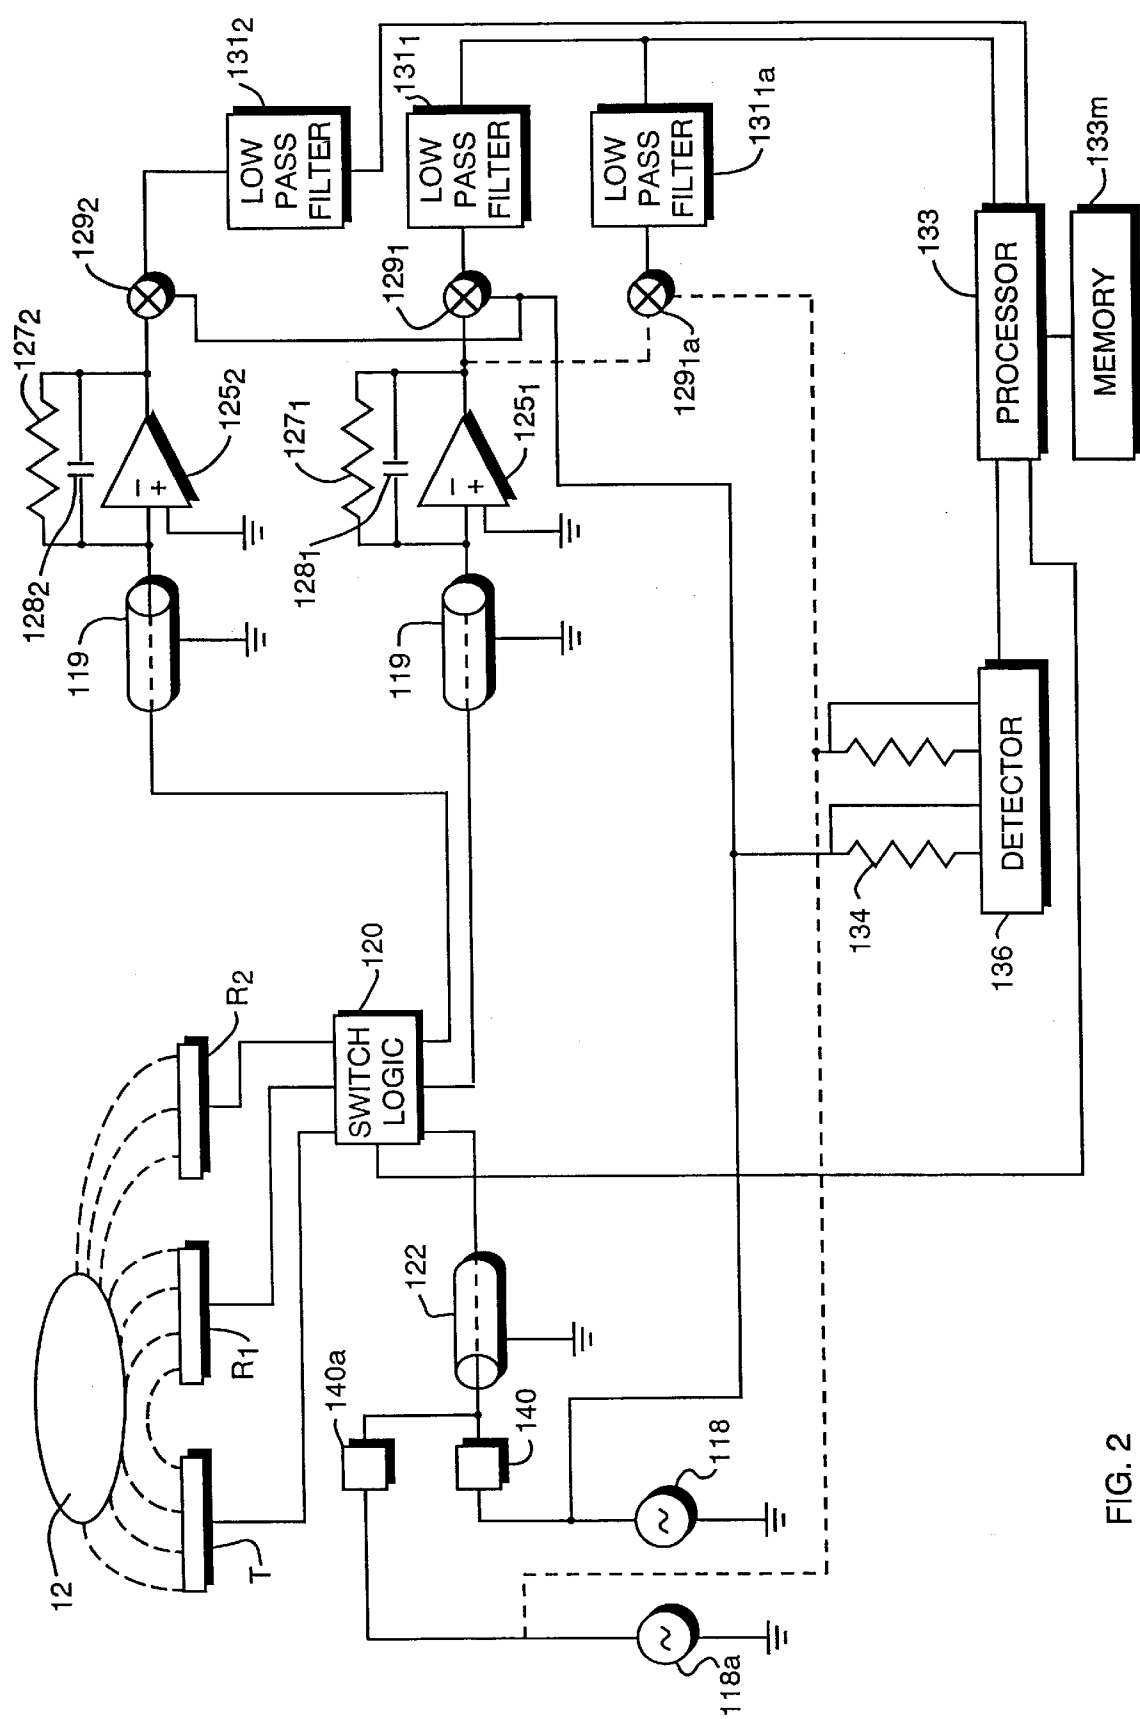 12
T
R1
R2
SWITCH
LOGIC
120
140a
140
122
118a
118
119
119
1282
1272
1252
1281
1271
1251
1292
1291
1291a
LOW
PASS
FILTER
1312
LOW
PASS
FILTER
1311
LOW
PASS
FILTER
1311a
134
DETECTOR
136
PROCESSOR
133
MEMORY
133m
~
~
−
+
−
+
FIG. 2